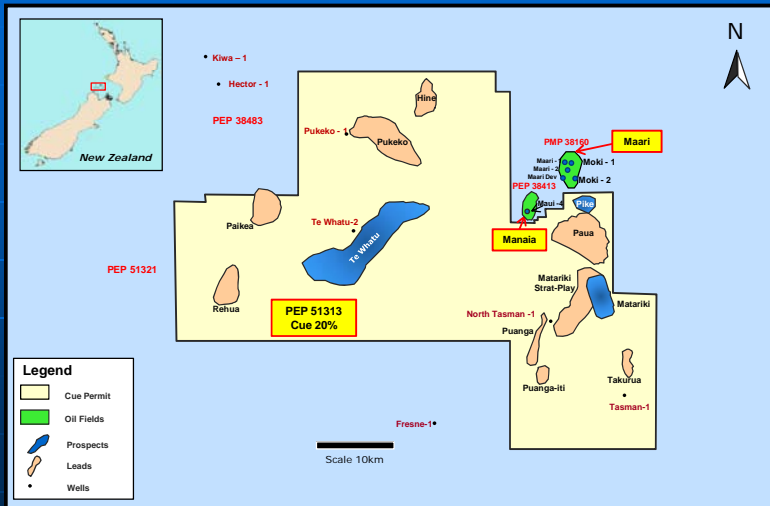 N
New Zealand
Kiwa – 1
Hector - 1
PEP 38483
Pukeko - 1
Pukeko
Hine
PMP 38160
Maari
Maari - 1
Moki - 1
Maari - 2
Maari Dev
Moki - 2
PEP 38413
Maui -4
Pike
Manaia
Paua
Paikea
Te Whatu-2
Te Whatu
PEP 51321
Rehua
PEP 51313
Cue 20%
Matariki
Strat-Play
Matariki
North Tasman -1
Puanga
Puanga-iti
Takurua
Tasman-1
Fresne-1
Scale 10km
Legend
Cue Permit
Oil Fields
Prospects
Leads
Wells